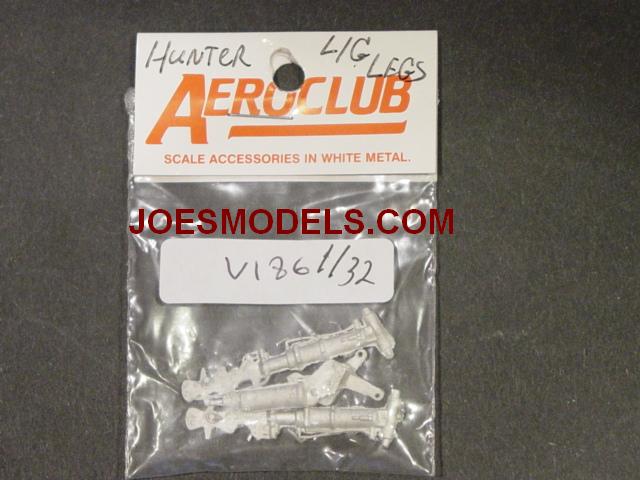 HUNTER L/G LEGS
AEROCLUB
SCALE ACCESSORIES IN WHITE METAL.
JOESMODELS.COM
V186 1/32